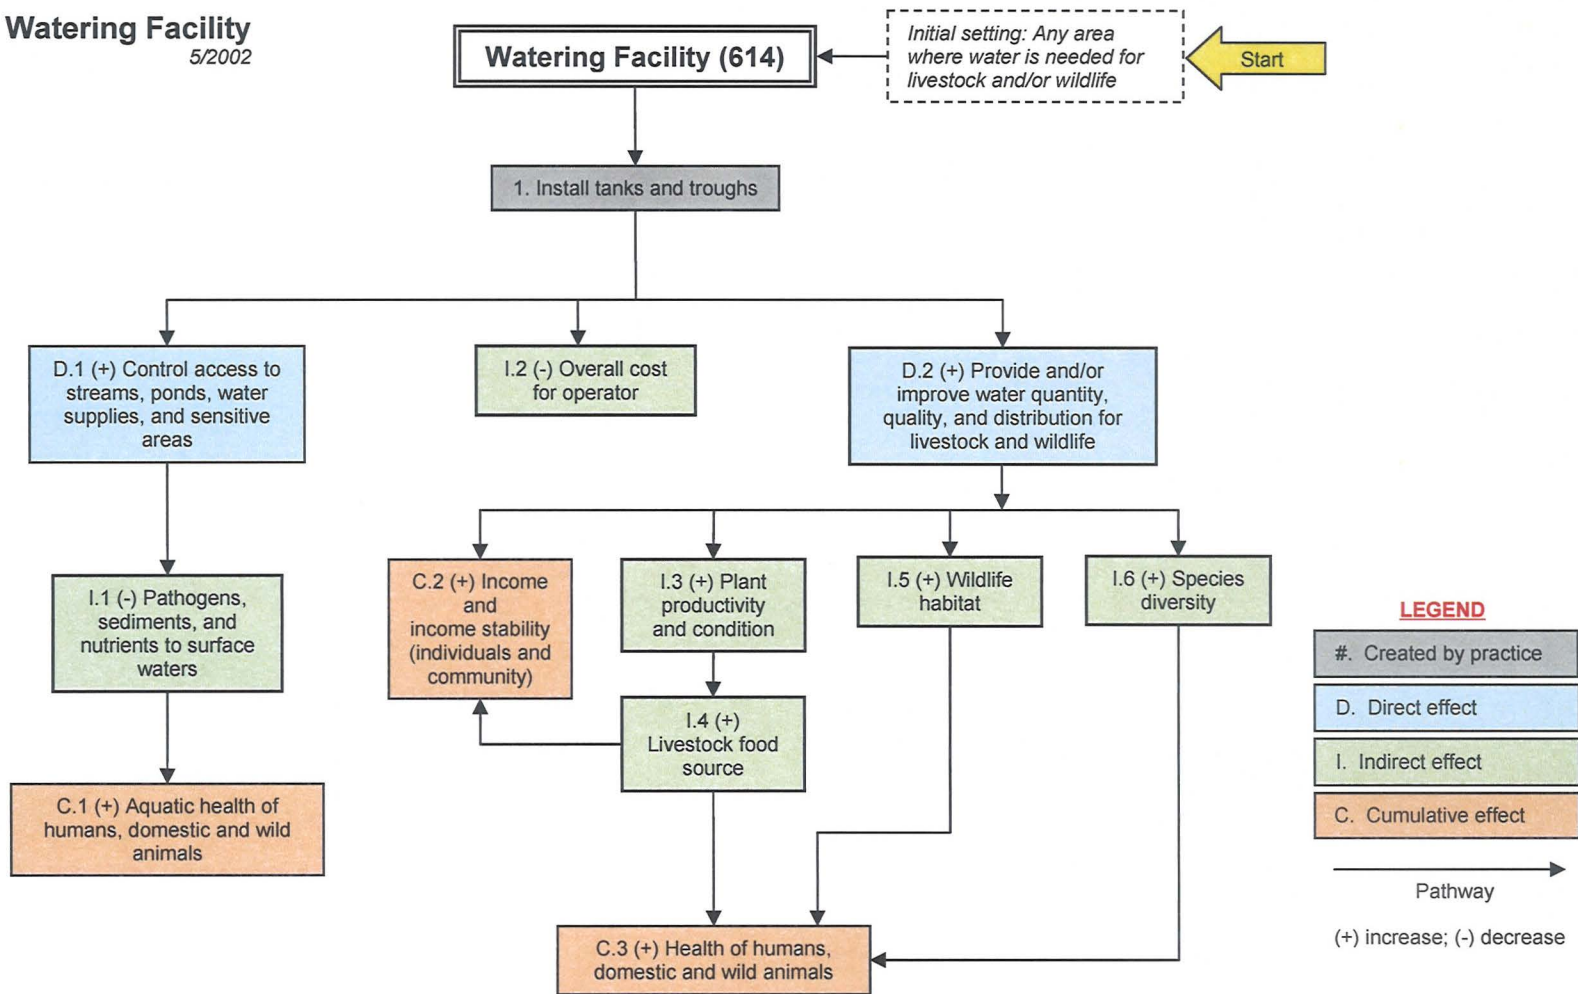 Watering Facility
5/2002
Watering Facility (614)
Initial setting: Any area
where water is needed for
livestock and/or wildlife
Start
1. Install tanks and troughs
D.1 (+) Control access to
streams, ponds, water
supplies, and sensitive
areas
I.2 (-) Overall cost
for operator
D.2 (+) Provide and/or
improve water quantity,
quality, and distribution for
livestock and wildlife
I.1 (-) Pathogens,
sediments, and
nutrients to surface
waters
C.2 (+) Income
and
income stability
(individuals and
community)
I.3 (+) Plant
productivity
and condition
I.5 (+) Wildlife
habitat
I.6 (+) Species
diversity
I.4 (+)
Livestock food
source
C.1 (+) Aquatic health of
humans, domestic and wild
animals
C.3 (+) Health of humans,
domestic and wild animals
LEGEND
#. Created by practice
D. Direct effect
I. Indirect effect
C. Cumulative effect
Pathway
(+) increase; (-) decrease